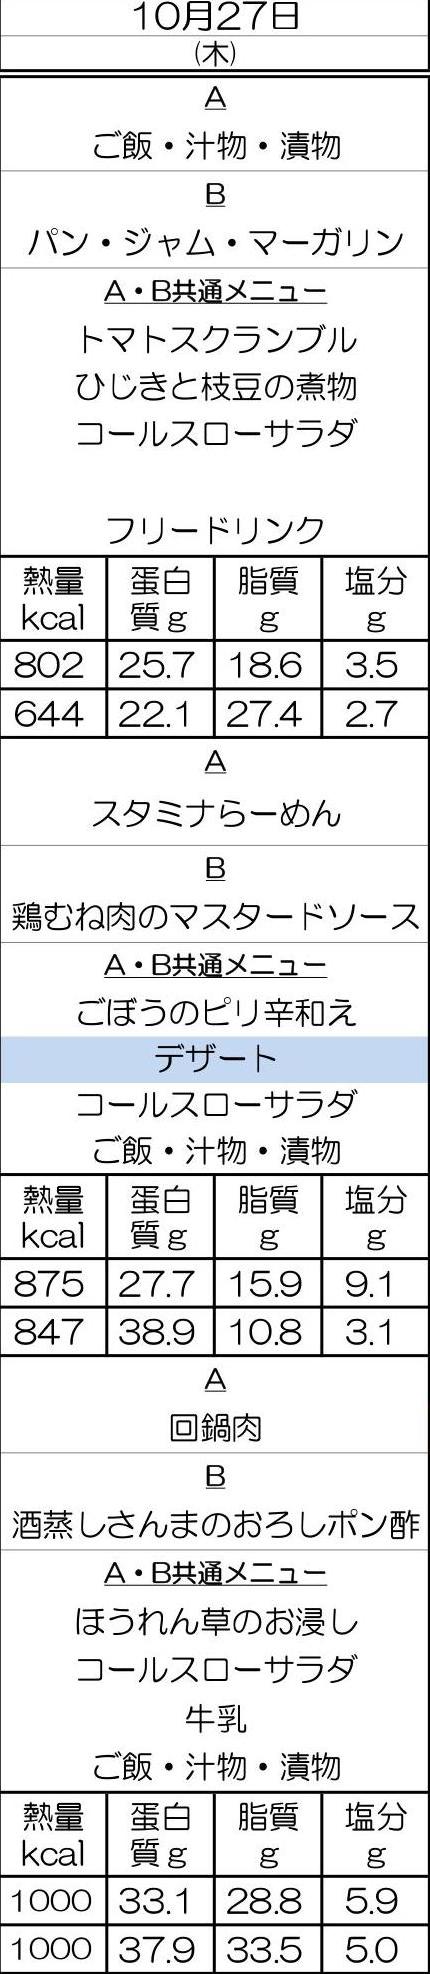 10月27日
(木)
A
ご飯・汁物・漬物
B
パン・ジャム・マーガリン
A・B共通メニュー
トマトスクランブル
ひじきと枝豆の煮物
コールスローサラダ
フリードリンク
熱量 蛋白 脂質 塩分
kcal 質g g g
802 25.7 18.6 3.5
644 22.1 27.4 2.7
A
スタミナらーめん
B
鶏むね肉のマスタードソース
A・B共通メニュー
ごぼうのピリ辛和え
デザート
コールスローサラダ
ご飯・汁物・漬物
熱量 蛋白 脂質 塩分
kcal 質g g g
875 27.7 15.9 9.1
847 38.9 10.8 3.1
A
回鍋肉
B
酒蒸しさんまのおろしポン酢
A・B共通メニュー
ほうれん草のお浸し
コールスローサラダ
牛乳
ご飯・汁物・漬物
熱量 蛋白 脂質 塩分
kcal 質g g g
1000 33.1 28.8 5.9
1000 37.9 33.5 5.0